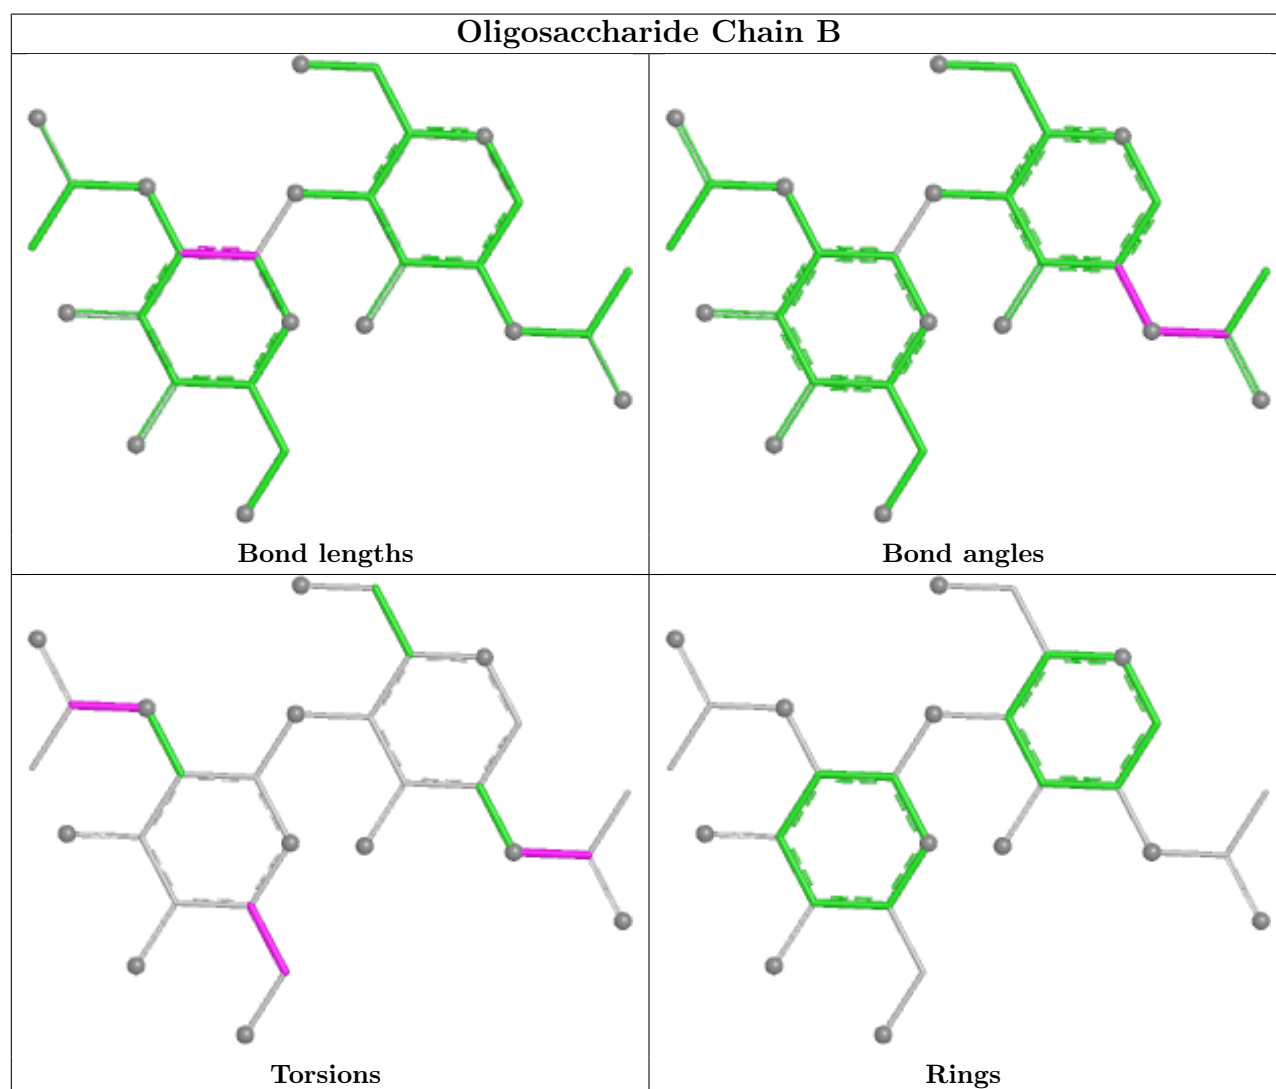 Oligosaccharide Chain B
Bond lengths
Bond angles
Torsions
Rings